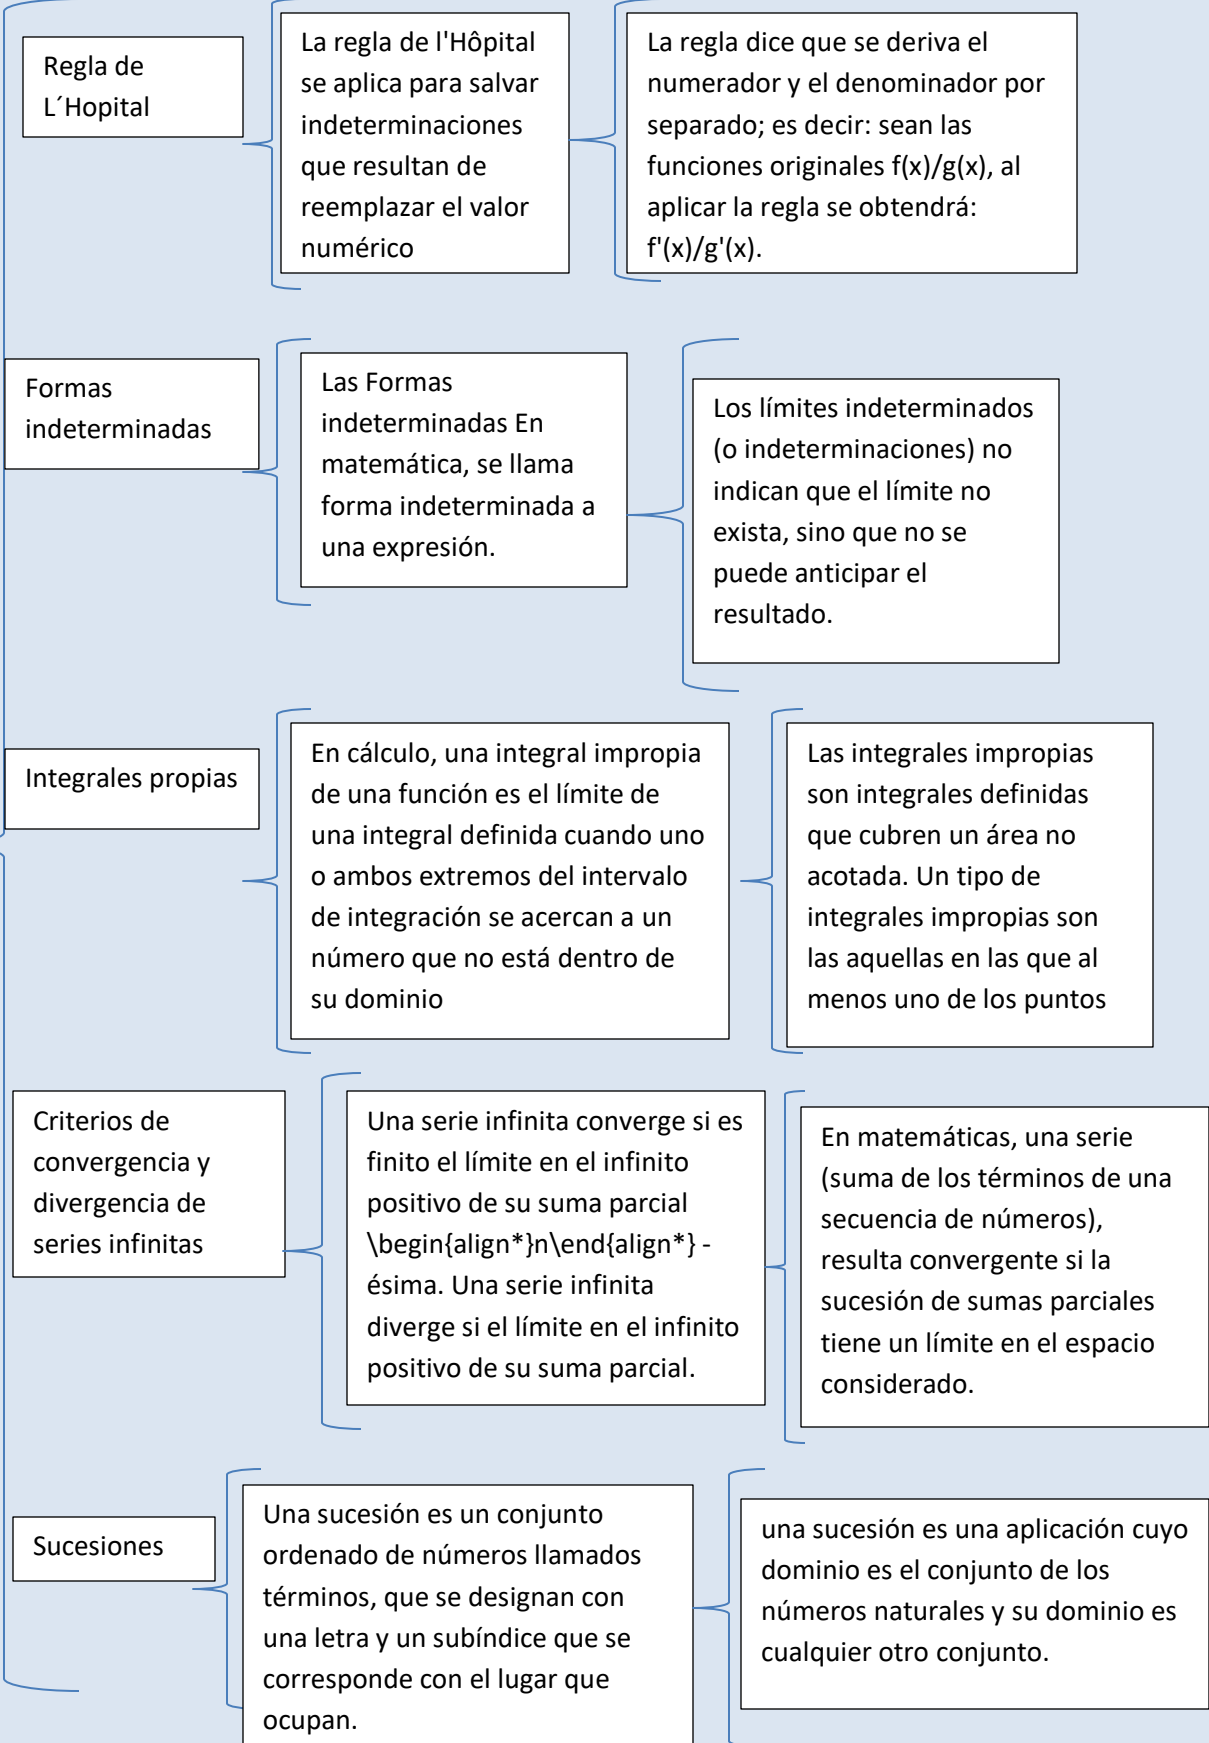 Regla de
L´Hopital
La regla de l'Hôpital
se aplica para salvar
indeterminaciones
que resultan de
reemplazar el valor
numérico
La regla dice que se deriva el
numerador y el denominador por
separado; es decir: sean las
funciones originales f(x)/g(x), al
aplicar la regla se obtendrá:
f'(x)/g'(x).
Formas
indeterminadas
Las Formas
indeterminadas En
matemática, se llama
forma indeterminada a
una expresión.
Los límites indeterminados
(o indeterminaciones) no
indican que el límite no
exista, sino que no se
puede anticipar el
resultado.
Integrales propias
En cálculo, una integral impropia
de una función es el límite de
una integral definida cuando uno
o ambos extremos del intervalo
de integración se acercan a un
número que no está dentro de
su dominio
Las integrales impropias
son integrales definidas
que cubren un área no
acotada. Un tipo de
integrales impropias son
las aquellas en las que al
menos uno de los puntos
Criterios de
convergencia y
divergencia de
series infinitas
Una serie infinita converge si es
finito el límite en el infinito
positivo de su suma parcial
\begin{align*}n\end{align*} -
ésima. Una serie infinita
diverge si el límite en el infinito
positivo de su suma parcial.
En matemáticas, una serie
(suma de los términos de una
secuencia de números),
resulta convergente si la
sucesión de sumas parciales
tiene un límite en el espacio
considerado.
Sucesiones
Una sucesión es un conjunto
ordenado de números llamados
términos, que se designan con
una letra y un subíndice que se
corresponde con el lugar que
ocupan.
una sucesión es una aplicación cuyo
dominio es el conjunto de los
números naturales y su dominio es
cualquier otro conjunto.